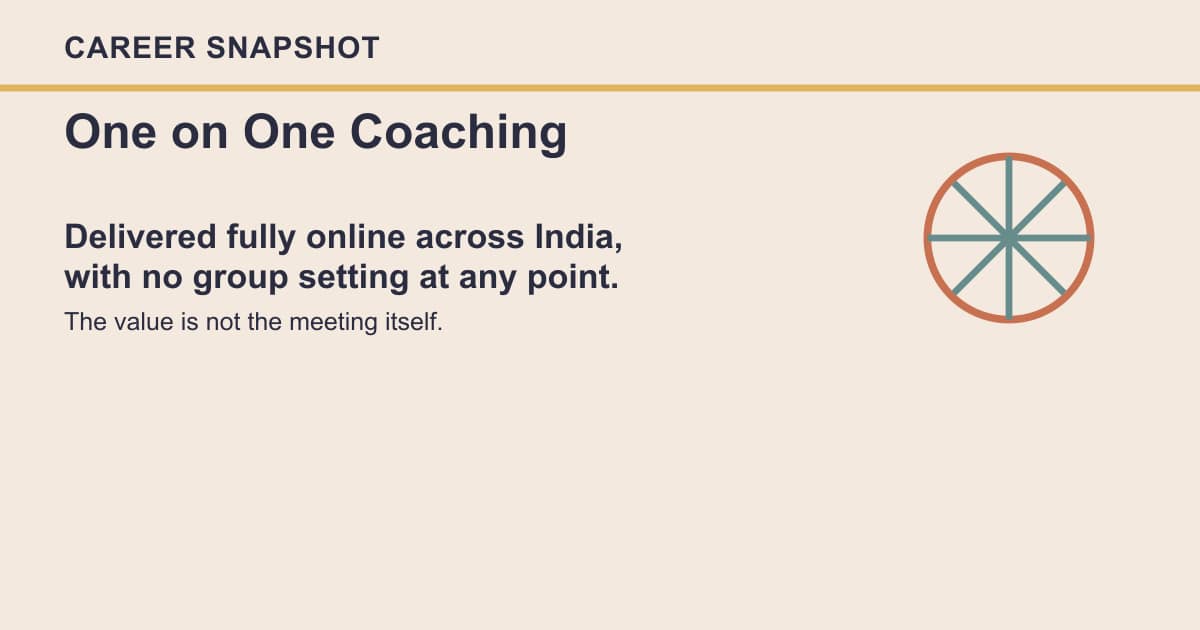 CAREER SNAPSHOT
One on One Coaching
Delivered fully online across India,
with no group setting at any point.
The value is not the meeting itself.